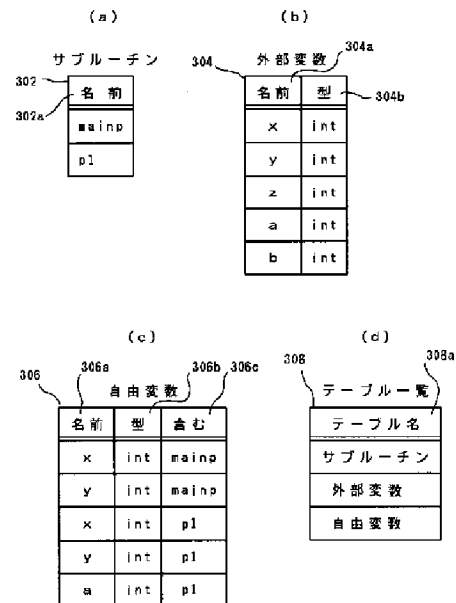 (a)
サブルーチン
302
302a
名前
mainp
p1
(b)
外部変数
304
304a
304b
名前 型
x int
y int
z int
a int
b int
(c)
自由変数
306
306a
306b
306c
名前 型 含む
x int mainp
y int mainp
x int p1
y int p1
a int p1
(d)
テーブル一覧
308
308a
テーブル名
サブルーチン
外部変数
自由変数